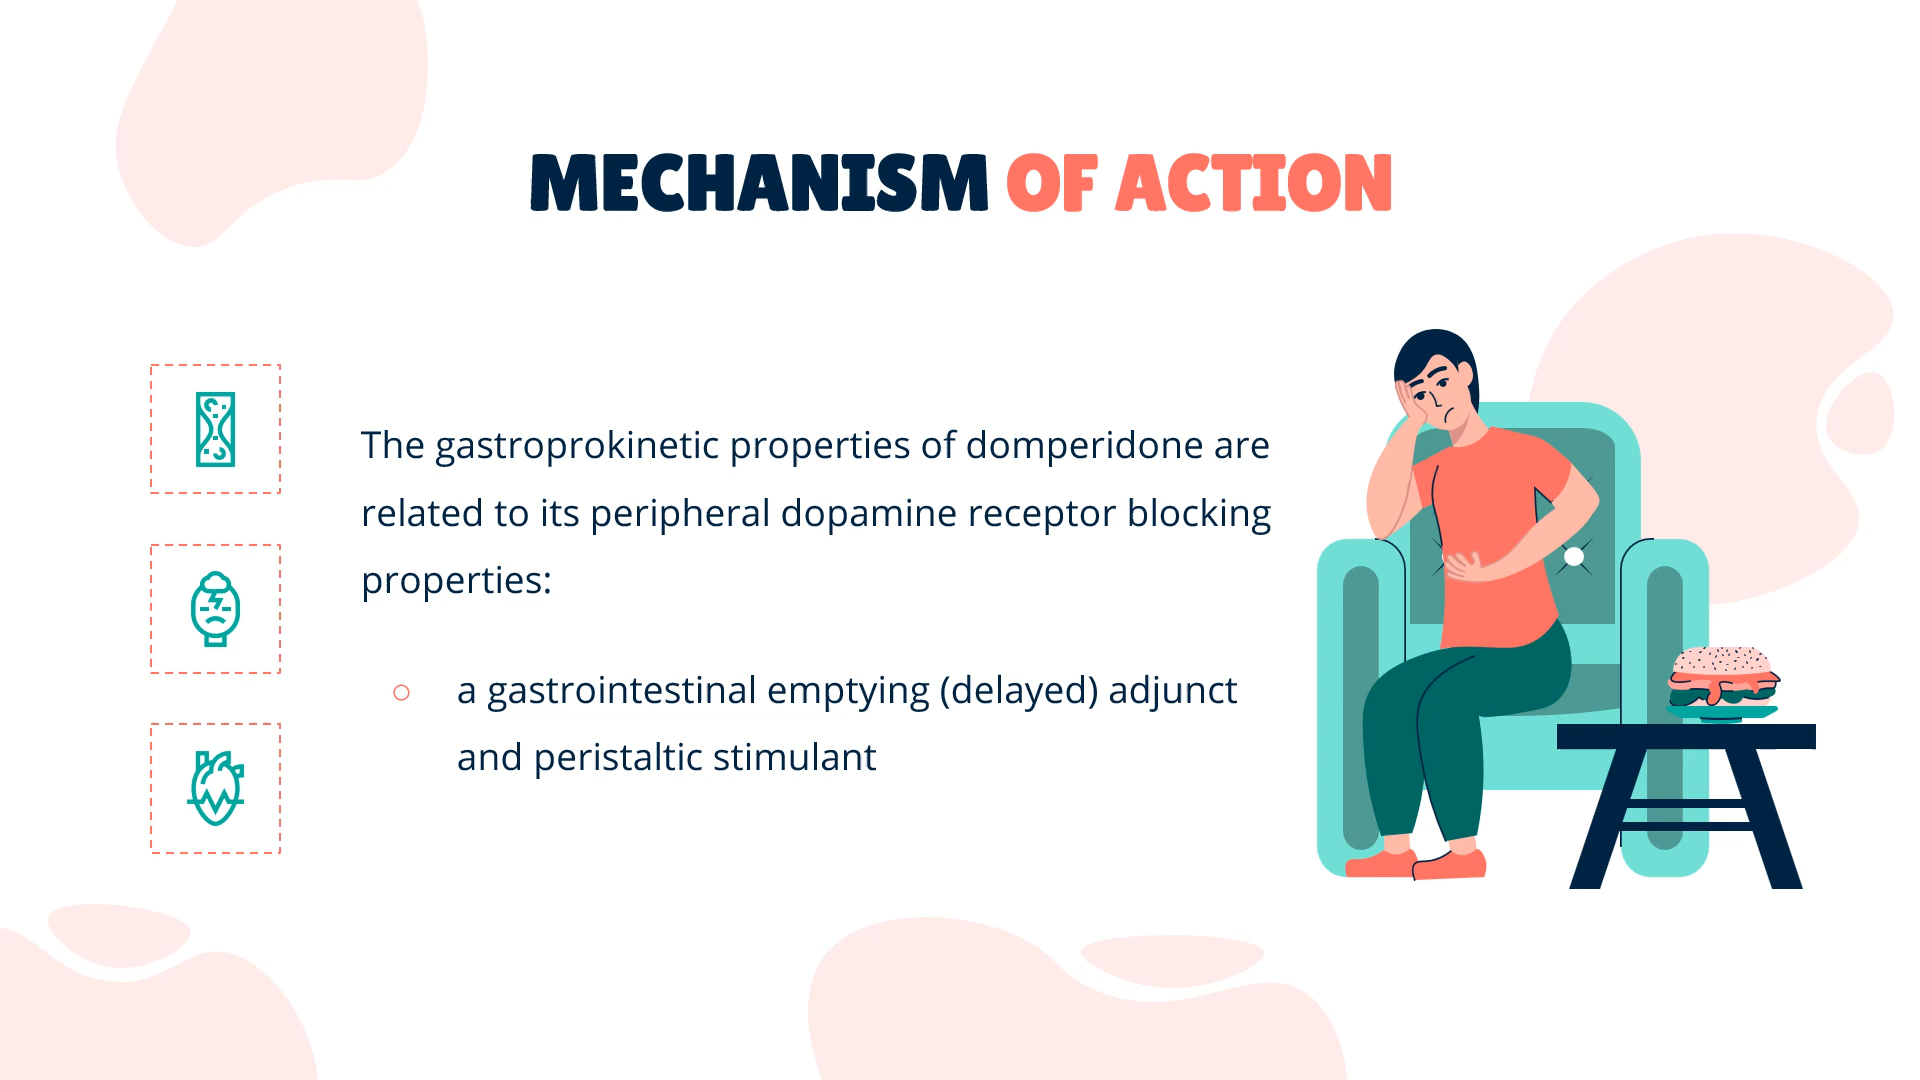 MECHANISM OF ACTION
The gastroprokinetic properties of domperidone are
related to its peripheral dopamine receptor blocking
properties:
○ a gastrointestinal emptying (delayed) adjunct
and peristaltic stimulant